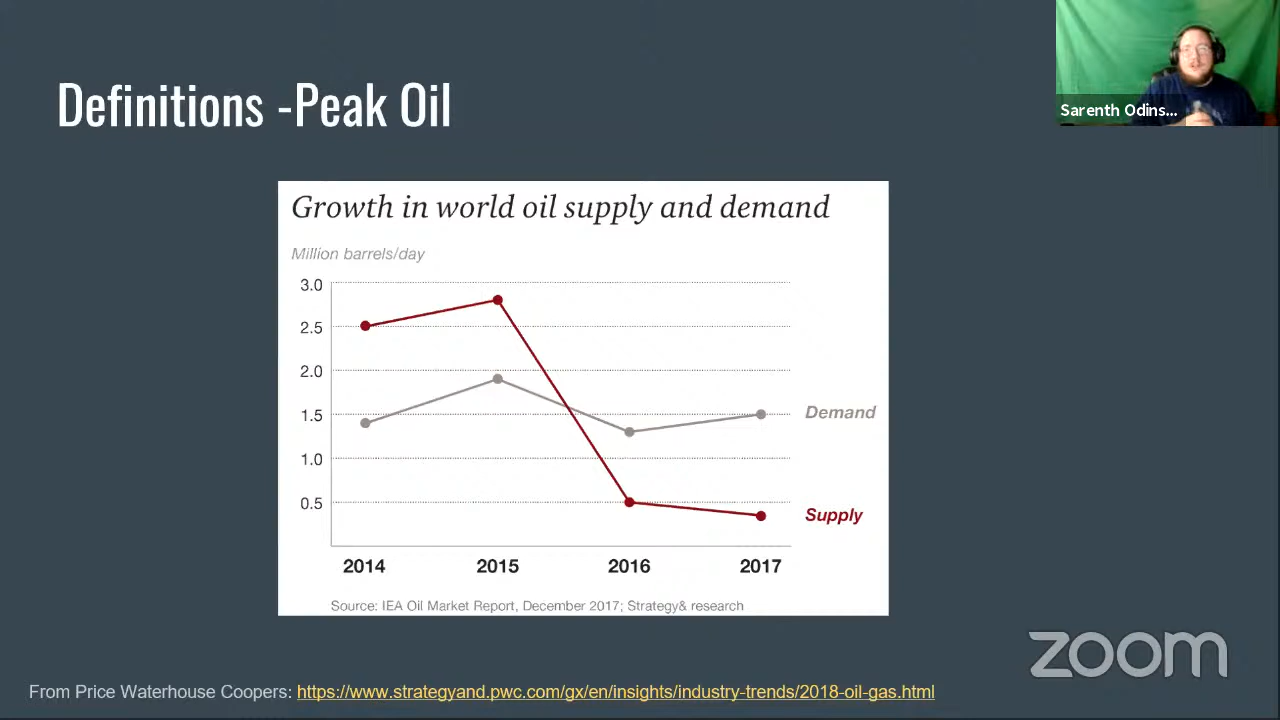 Definitions -Peak Oil
Sarenth Odins...
Growth in world oil supply and demand
Million barrels/day
3.0
2.5
2.0
1.5
1.0
0.5
Demand
Supply
2014 2015 2016 2017
Source: IEA Oil Market Report, December 2017; Strategy& research
zoom
From Price Waterhouse Coopers: https://www.strategyand.pwc.com/gx/en/insights/industry-trends/2018-oil-gas.html